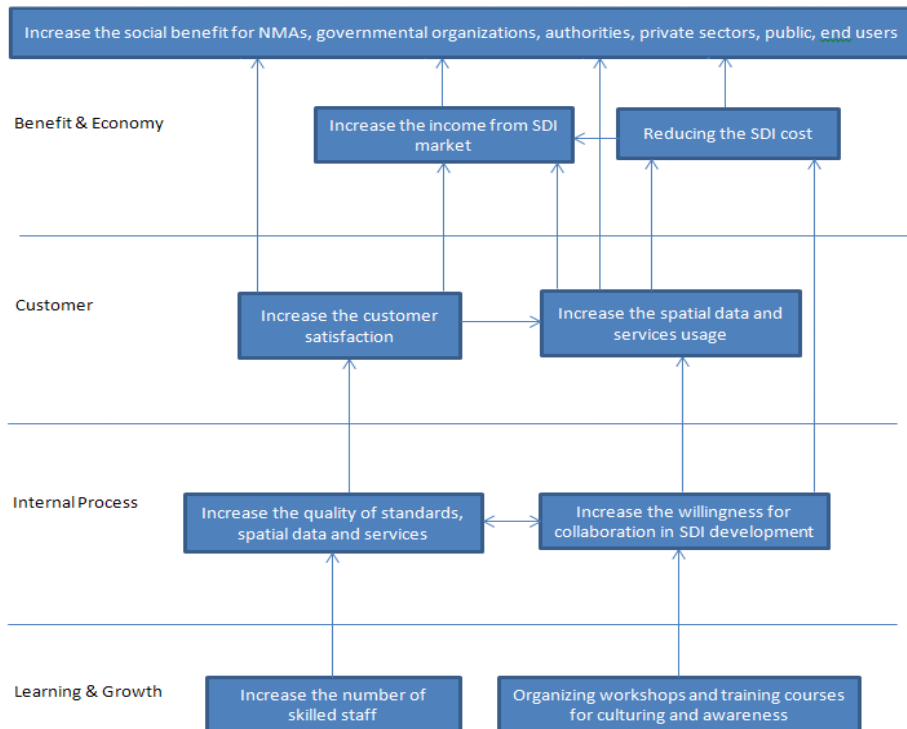 Increase the social benefit for NMAs, governmental organizations, authorities, private sectors, public, end users
Benefit & Economy
Increase the income from SDI
market
Reducing the SDI cost
Customer
Increase the customer
satisfaction
Increase the spatial data and
services usage
Internal Process
Increase the quality of standards,
spatial data and services
Increase the willingness for
collaboration in SDI development
Learning & Growth
Increase the number of
skilled staff
Organizing workshops and training courses
for culturing and awareness